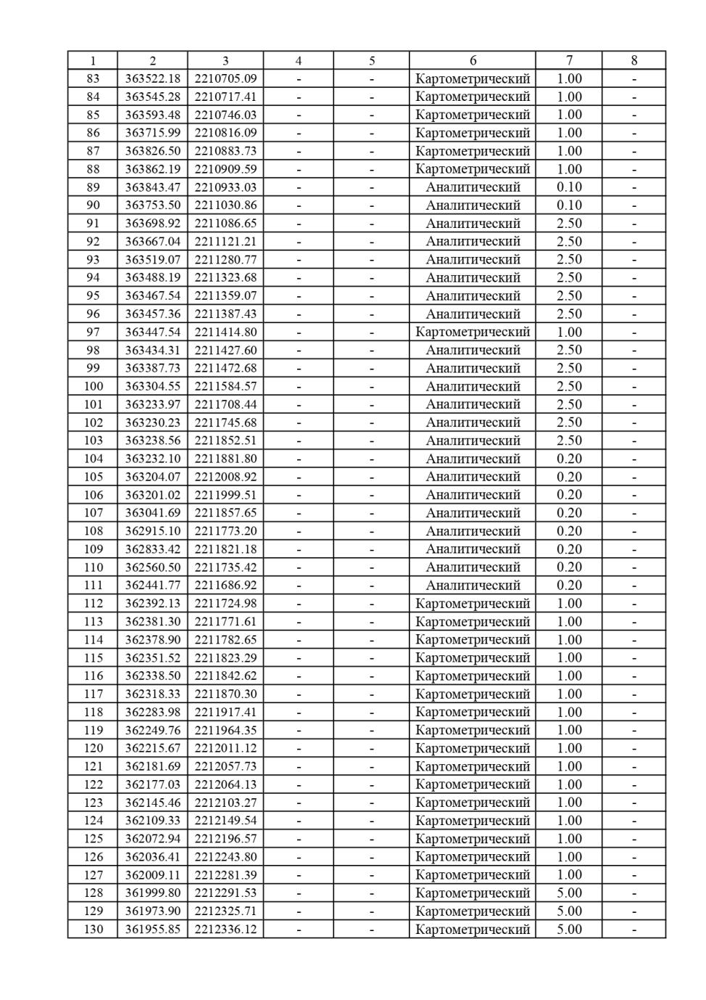 1 2 3 4 5 6 7 8
83 363522.18 2210705.09 - - Картометрический 1.00 -
84 363545.28 2210717.41 - - Картометрический 1.00 -
85 363593.48 2210746.03 - - Картометрический 1.00 -
86 363715.99 2210816.09 - - Картометрический 1.00 -
87 363826.50 2210883.73 - - Картометрический 1.00 -
88 363862.19 2210909.59 - - Картометрический 1.00 -
89 363843.47 2210933.03 - - Аналитический 0.10 -
90 363753.50 2211030.86 - - Аналитический 0.10 -
91 363698.92 2211086.65 - - Аналитический 2.50 -
92 363667.04 2211121.21 - - Аналитический 2.50 -
93 363519.07 2211280.77 - - Аналитический 2.50 -
94 363488.19 2211323.68 - - Аналитический 2.50 -
95 363467.54 2211359.07 - - Аналитический 2.50 -
96 363457.36 2211387.43 - - Аналитический 2.50 -
97 363447.54 2211414.80 - - Картометрический 1.00 -
98 363434.31 2211427.60 - - Аналитический 2.50 -
99 363387.73 2211472.68 - - Аналитический 2.50 -
100 363304.55 2211584.57 - - Аналитический 2.50 -
101 363233.97 2211708.44 - - Аналитический 2.50 -
102 363230.23 2211745.68 - - Аналитический 2.50 -
103 363238.56 2211852.51 - - Аналитический 2.50 -
104 363232.10 2211881.80 - - Аналитический 0.20 -
105 363204.07 2212008.92 - - Аналитический 0.20 -
106 363201.02 2211999.51 - - Аналитический 0.20 -
107 363041.69 2211857.65 - - Аналитический 0.20 -
108 362915.10 2211773.20 - - Аналитический 0.20 -
109 362833.42 2211821.18 - - Аналитический 0.20 -
110 362560.50 2211735.42 - - Аналитический 0.20 -
111 362441.77 2211686.92 - - Аналитический 0.20 -
112 362392.13 2211724.98 - - Картометрический 1.00 -
113 362381.30 2211771.61 - - Картометрический 1.00 -
114 362378.90 2211782.65 - - Картометрический 1.00 -
115 362351.52 2211823.29 - - Картометрический 1.00 -
116 362338.50 2211842.62 - - Картометрический 1.00 -
117 362318.33 2211870.30 - - Картометрический 1.00 -
118 362283.98 2211917.41 - - Картометрический 1.00 -
119 362249.76 2211964.35 - - Картометрический 1.00 -
120 362215.67 2212011.12 - - Картометрический 1.00 -
121 362181.69 2212057.73 - - Картометрический 1.00 -
122 362177.03 2212064.13 - - Картометрический 1.00 -
123 362145.46 2212103.27 - - Картометрический 1.00 -
124 362109.33 2212149.54 - - Картометрический 1.00 -
125 362072.94 2212196.57 - - Картометрический 1.00 -
126 362036.41 2212243.80 - - Картометрический 1.00 -
127 362009.11 2212281.39 - - Картометрический 1.00 -
128 361999.80 2212291.53 - - Картометрический 5.00 -
129 361973.90 2212325.71 - - Картометрический 5.00 -
130 361955.85 2212336.12 - - Картометрический 5.00 -